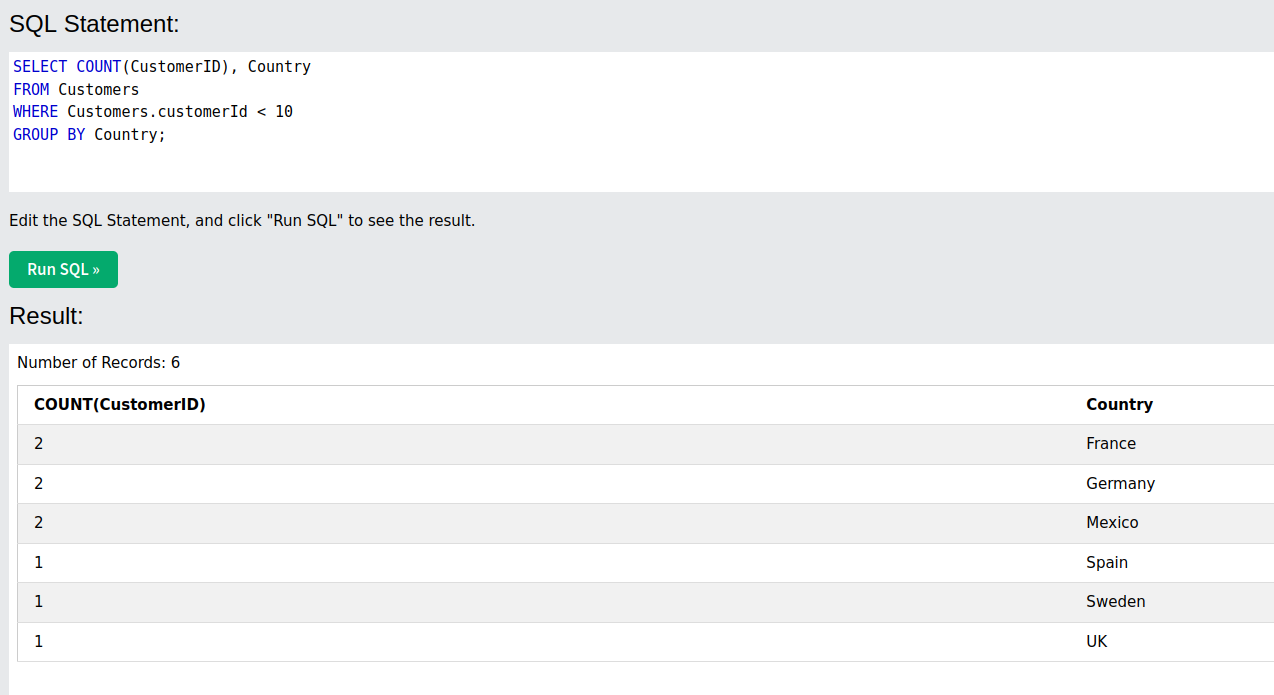 SQL Statement:
SELECT COUNT(CustomerID), Country
FROM Customers
WHERE Customers.customerId < 10
GROUP BY Country;
Edit the SQL Statement, and click "Run SQL" to see the result.
Run SQL »
Result:
Number of Records: 6
COUNT(CustomerID) Country
2 France
2 Germany
2 Mexico
1 Spain
1 Sweden
1 UK